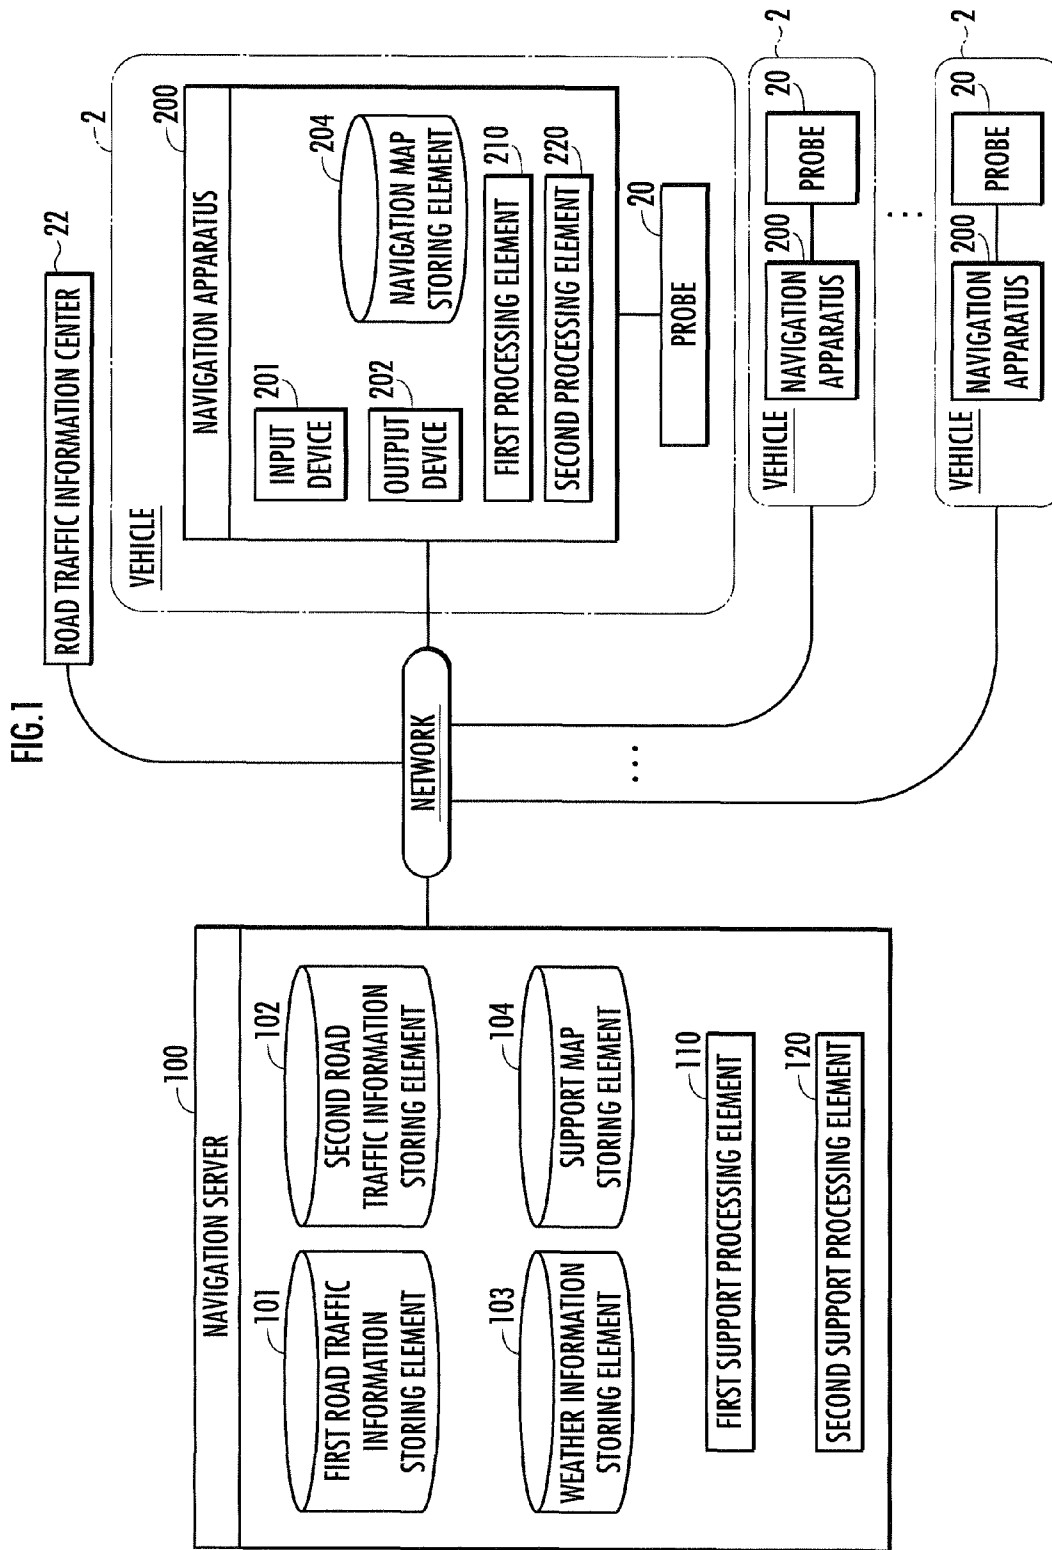 FIG.1
NAVIGATION SERVER
100
101
FIRST ROAD TRAFFIC
INFORMATION
STORING ELEMENT
102
SECOND ROAD
TRAFFIC INFORMATION
STORING ELEMENT
103
WEATHER INFORMATION
STORING ELEMENT
104
SUPPORT MAP
STORING ELEMENT
110
FIRST SUPPORT PROCESSING ELEMENT
120
SECOND SUPPORT PROCESSING ELEMENT
NETWORK
...
ROAD TRAFFIC INFORMATION CENTER
22
VEHICLE
2
NAVIGATION APPARATUS
200
INPUT
DEVICE
201
OUTPUT
DEVICE
202
NAVIGATION MAP
STORING ELEMENT
204
FIRST PROCESSING ELEMENT
210
SECOND PROCESSING ELEMENT
220
PROBE
20
VEHICLE
2
NAVIGATION
APPARATUS
200
PROBE
20
...
VEHICLE
2
NAVIGATION
APPARATUS
200
PROBE
20